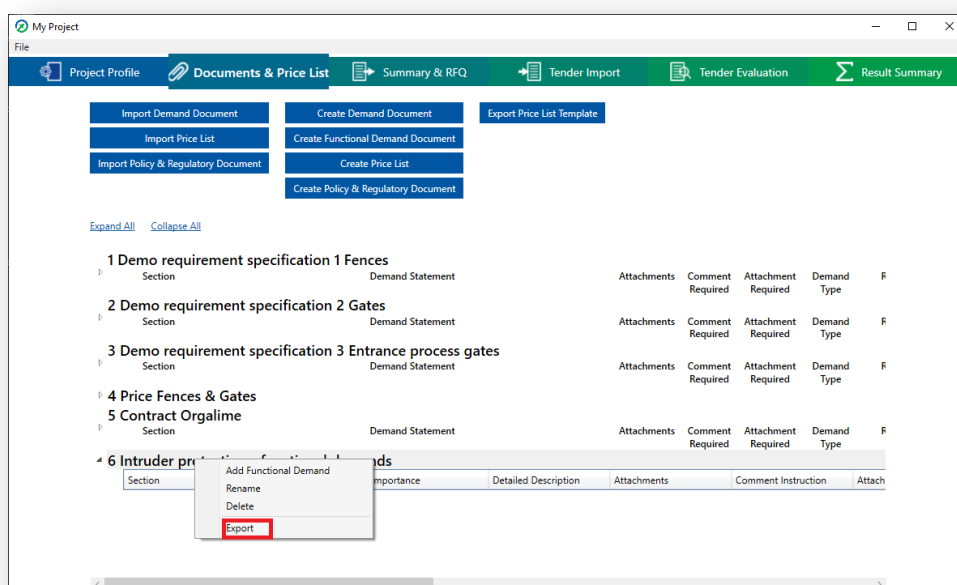 My Project
File
Project Profile
Documents & Price List
Summary & RFQ
Tender Import
Tender Evaluation
Result Summary
Import Demand Document
Create Demand Document
Export Price List Template
Import Price List
Create Functional Demand Document
Import Policy & Regulatory Document
Create Price List
Create Policy & Regulatory Document
Expand All
Collapse All
1 Demo requirement specification 1 Fences
Section Demand Statement Attachments Comment Required Attachment Required Demand Type R
2 Demo requirement specification 2 Gates
Section Demand Statement Attachments Comment Required Attachment Required Demand Type R
3 Demo requirement specification 3 Entrance process gates
Section Demand Statement Attachments Comment Required Attachment Required Demand Type R
4 Price Fences & Gates
5 Contract Orgalime
Section Demand Statement Attachments Comment Required Attachment Required Demand Type R
6 Intruder
Section mportance Detailed Description Attachments Comment Instruction Attach
Add Functional Demand
Rename
Delete
Export